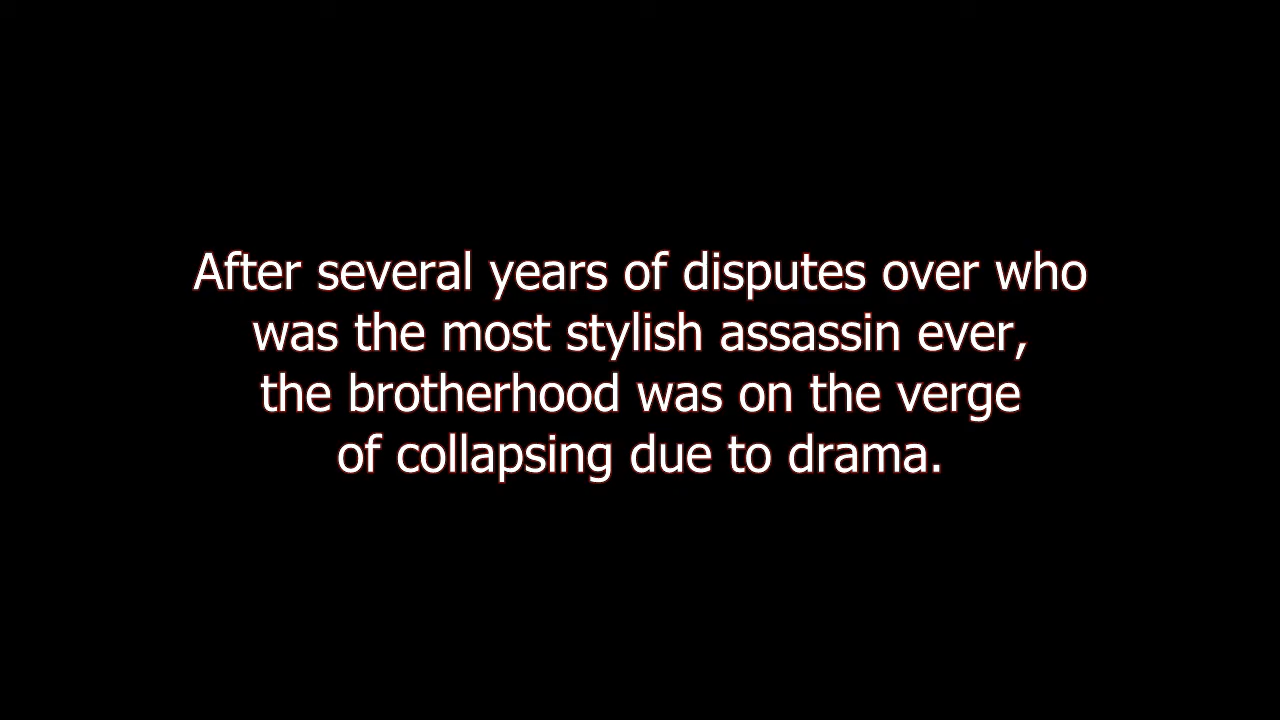 After several years of disputes over who
was the most stylish assassin ever,
the brotherhood was on the verge
of collapsing due to drama.